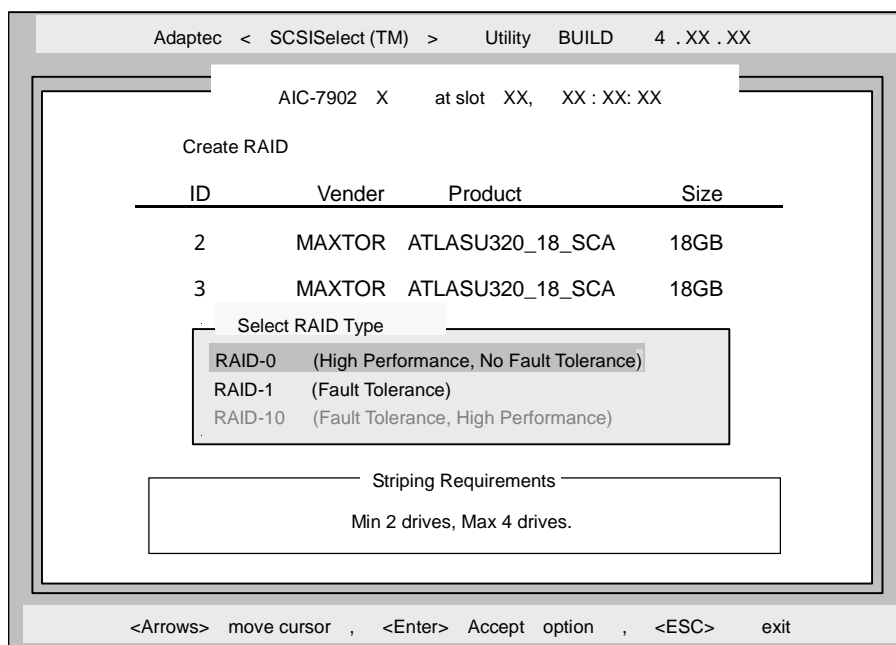 Adaptec < SCSISelect (TM) > Utility BUILD 4 . XX . XX
AIC-7902 X at slot XX, XX : XX: XX
Create RAID
ID Vender Product Size
2 MAXTOR ATLASU320_18_SCA 18GB
3 MAXTOR ATLASU320_18_SCA 18GB
Select RAID Type
RAID-0 (High Performance, No Fault Tolerance)
RAID-1 (Fault Tolerance)
RAID-10 (Fault Tolerance, High Performance)
Striping Requirements
Min 2 drives, Max 4 drives.
<Arrows> move cursor , <Enter> Accept option , <ESC> exit